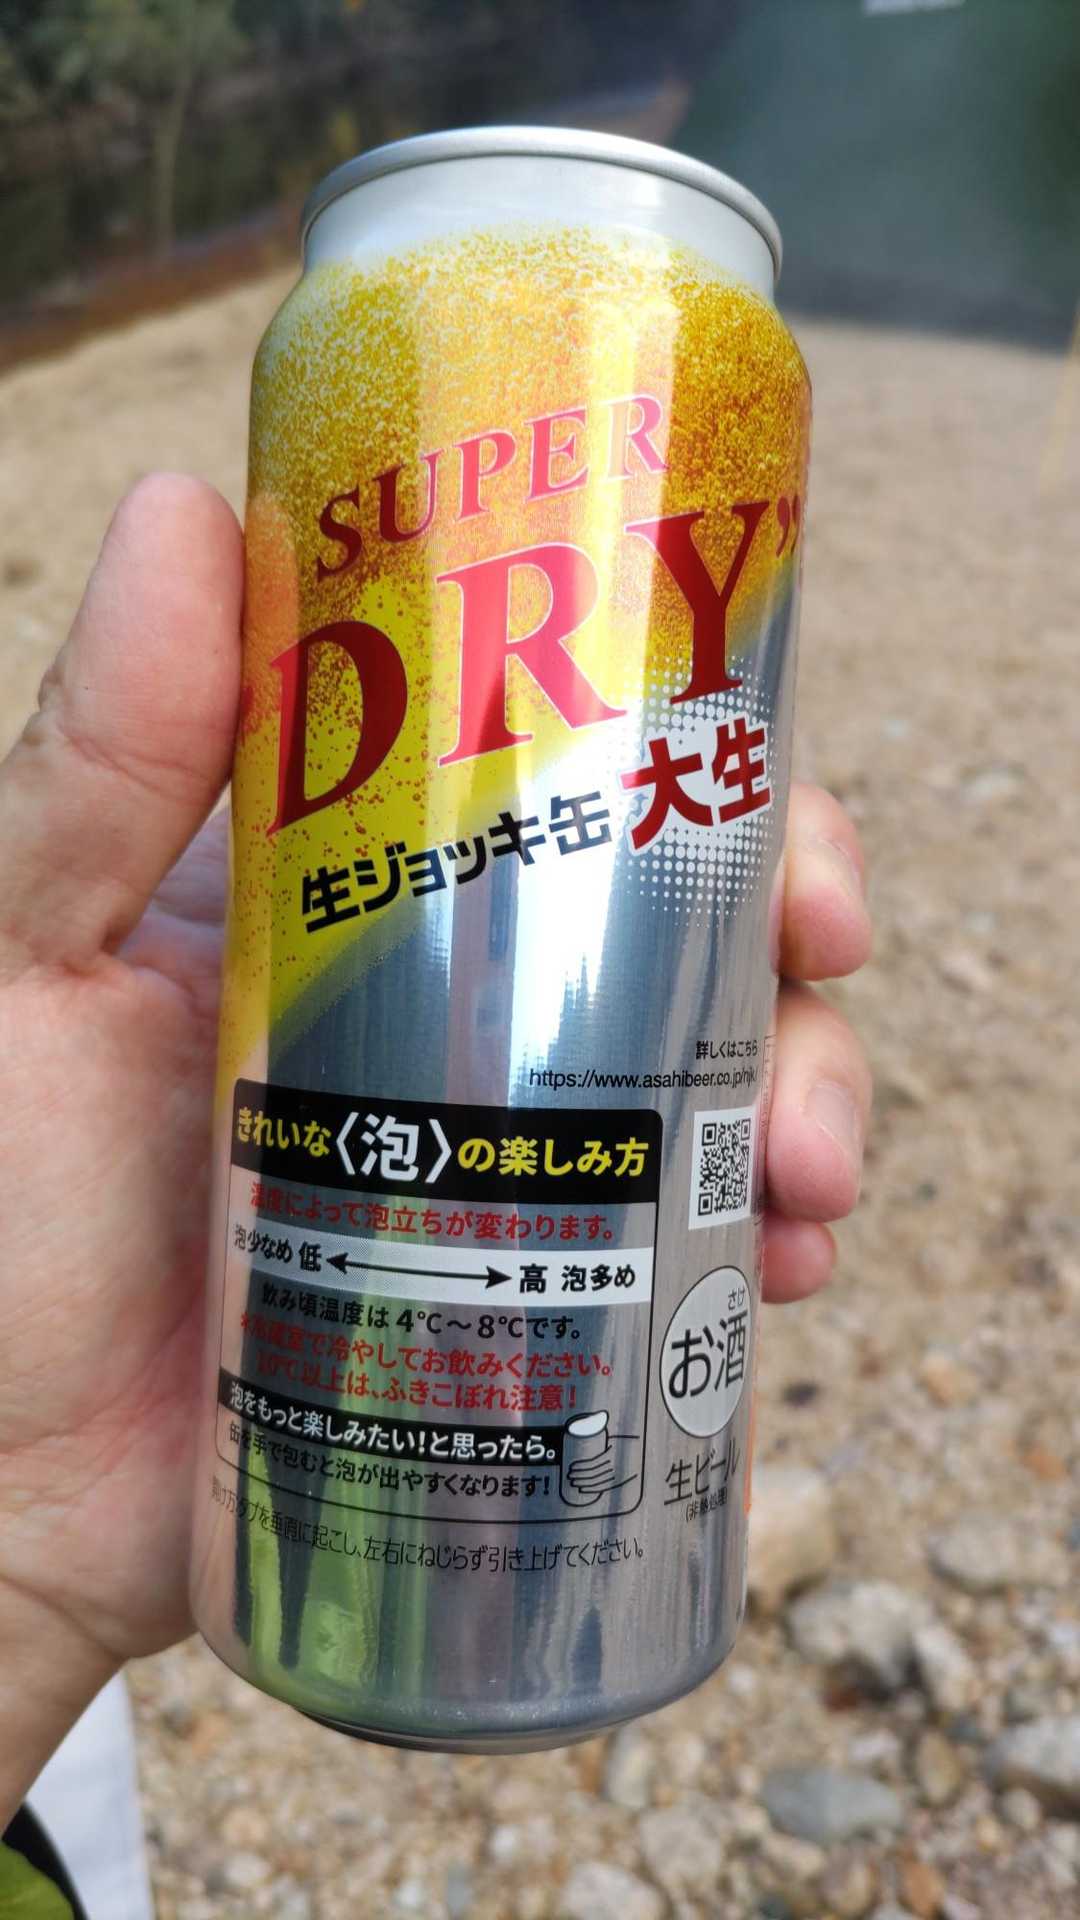 SUPER
"DRY"
生ジョッキ缶 大生
詳しくはこちら
https://www.asahibeer.co.jp/njk/
きれいな〈泡〉の楽しみ方
温度によって泡立ちが変わります。
泡少なめ 低 ←→ 高 泡多め
飲み頃温度は 4℃～8℃です。
*冷蔵室で冷やしてお飲みください。
10℃以上は、ふきこぼれ注意!
泡をもっと楽しみたい!と思ったら。
缶を手で包むと泡が出やすくなります!
開け方タブを垂直に起こし、左右にねじらず引き上げてください。
さけ
お酒
生ビール
(非熱処理)